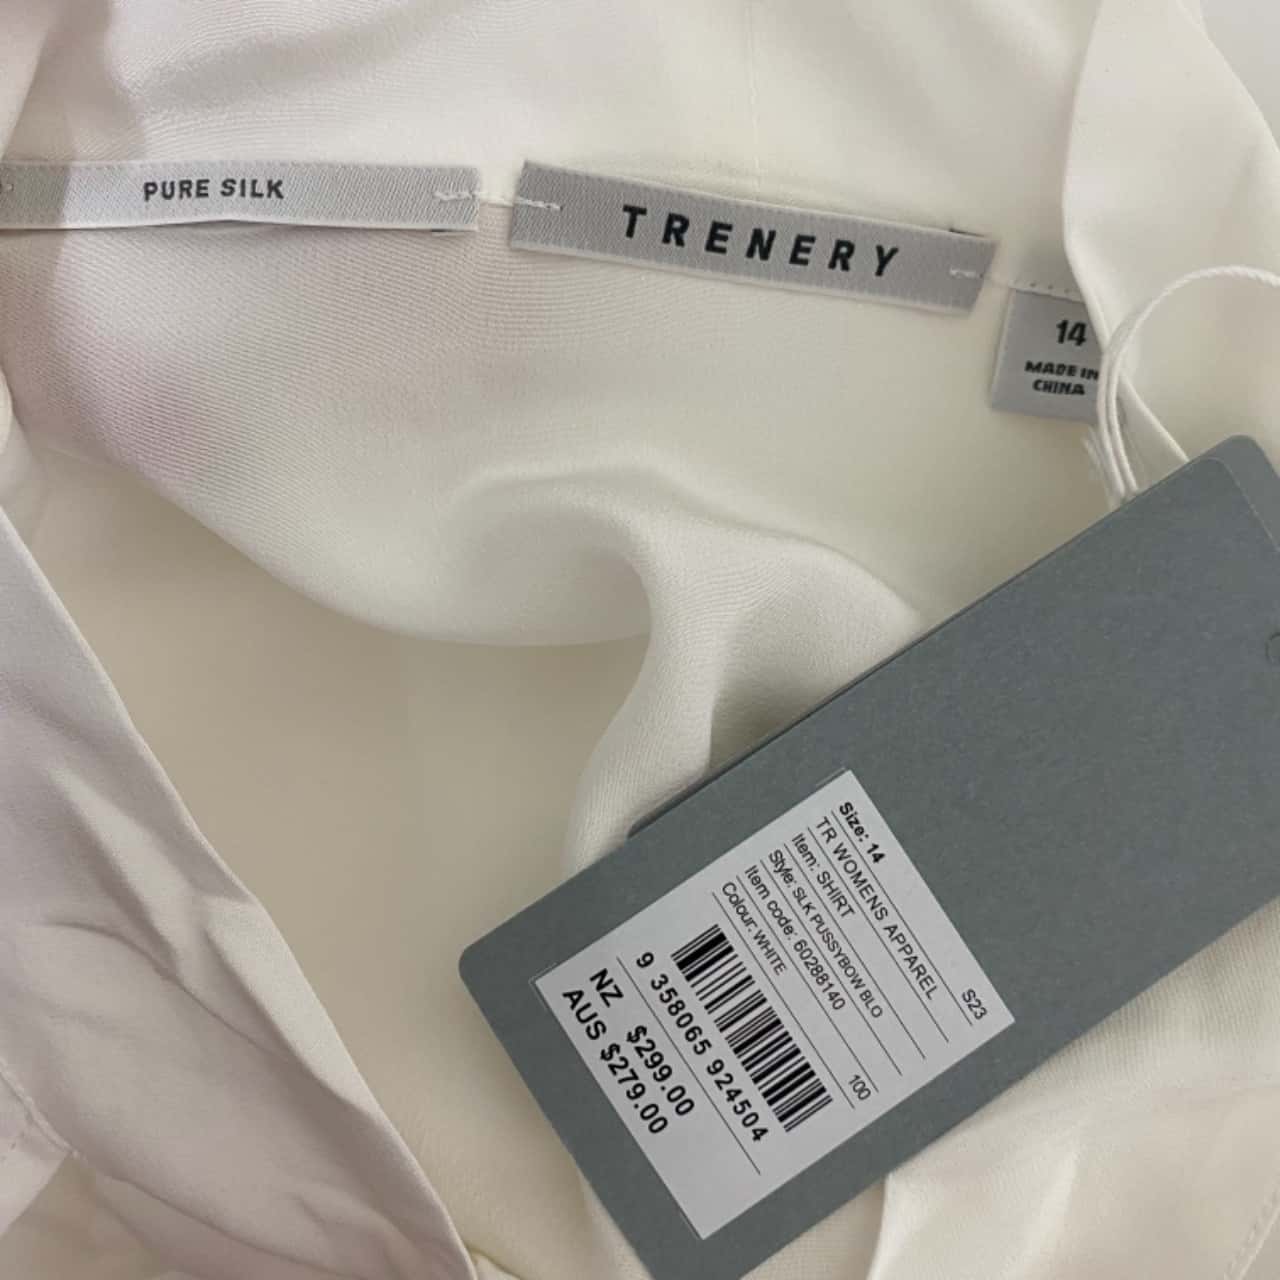 PURE SILK
TRENERY
14
MADE IN
CHINA
Size: 14
S23
TR WOMENS APPAREL
Item: SHIRT
Style: SLK PUSSYBOW BLO
Item code: 60288140
Colour: WHITE
100
9 358065 924504
NZ $299.00
AUS $279.00